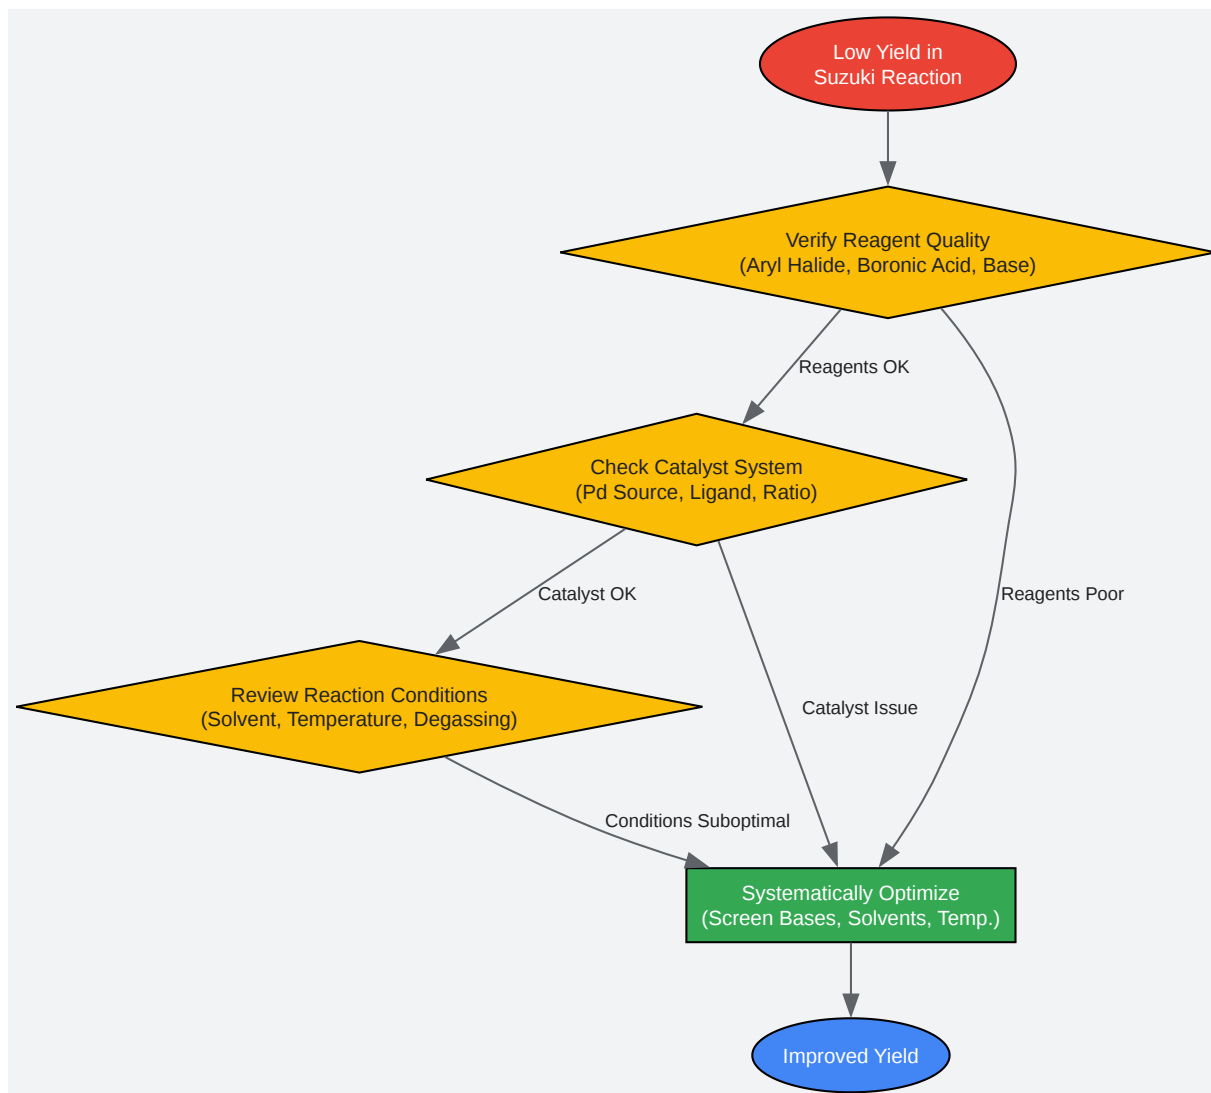 Low Yield in
Suzuki Reaction
Verify Reagent Quality
(Aryl Halide, Boronic Acid, Base)
Reagents OK
Check Catalyst System
(Pd Source, Ligand, Ratio)
Catalyst OK
Reagents Poor
Review Reaction Conditions
(Solvent, Temperature, Degassing)
Catalyst Issue
Conditions Suboptimal
Systematically Optimize
(Screen Bases, Solvents, Temp.)
Improved Yield